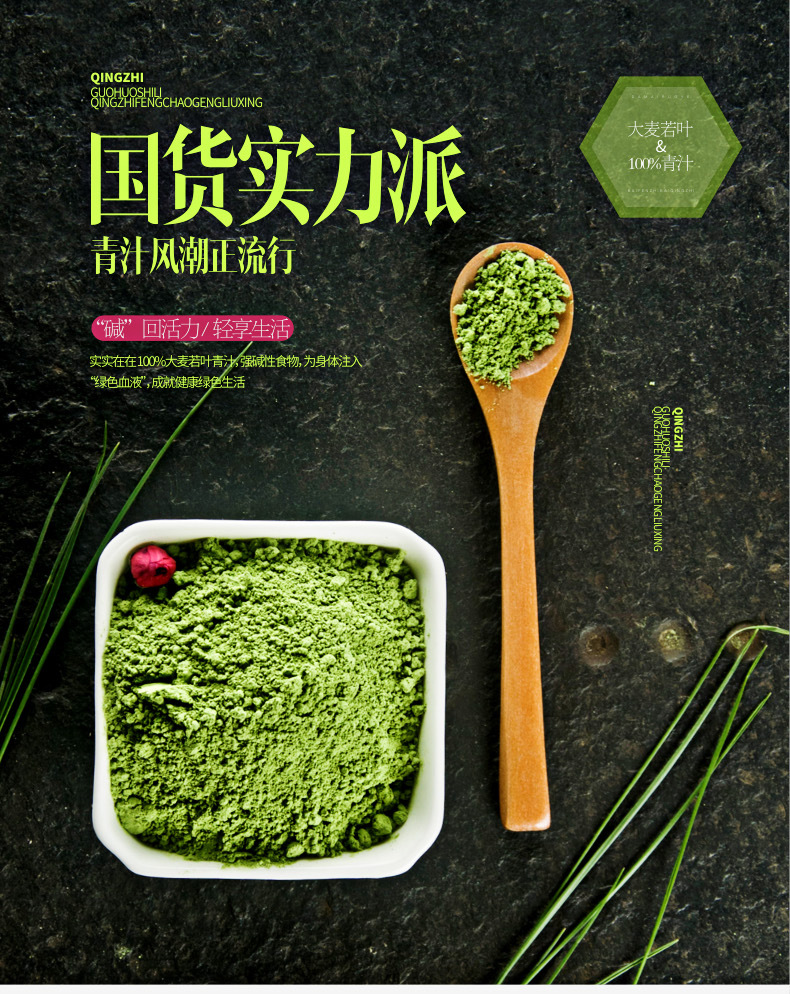 QINGZHI
GUOHUOSHILI
QINGZHIFENGCHAOGENGLIUXING
国货实力派
青汁风潮正流行
“碱”回活力/轻享生活
实实在在100%大麦若叶青汁,强碱性食物,为身体注入
“绿色血液”,成就健康绿色生活
大麦若叶
&
100%青汁
QINGZHI
GUOHUOSHILI
QINGZHIFENGCHAOGENGLIUXING